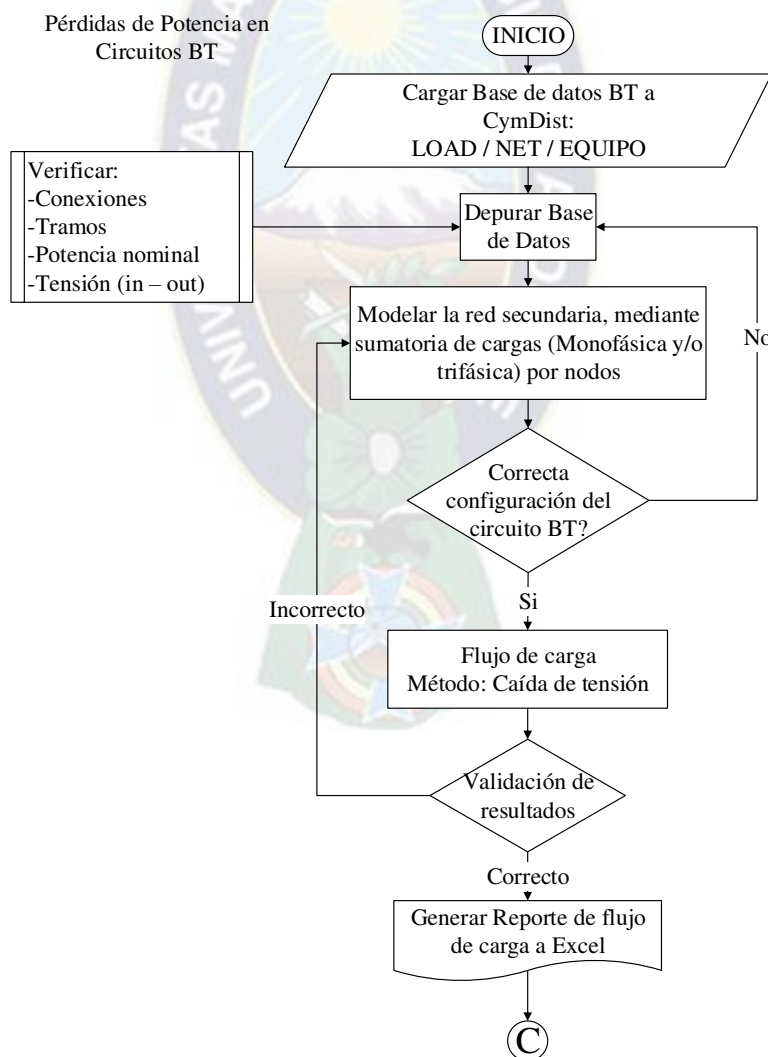 Pérdidas de Potencia en
Circuitos BT
INICIO
Cargar Base de datos BT a
CymDist:
LOAD / NET / EQUIPO
Verificar:
-Conexiones
-Tramos
-Potencia nominal
-Tensión (in – out)
Depurar Base
de Datos
Modelar la red secundaria, mediante
sumatoria de cargas (Monofásica y/o
trifásica) por nodos
No
Correcta
configuración del
circuito BT?
Incorrecto
Si
Flujo de carga
Método: Caída de tensión
Validación de
resultados
Correcto
Generar Reporte de flujo
de carga a Excel
C